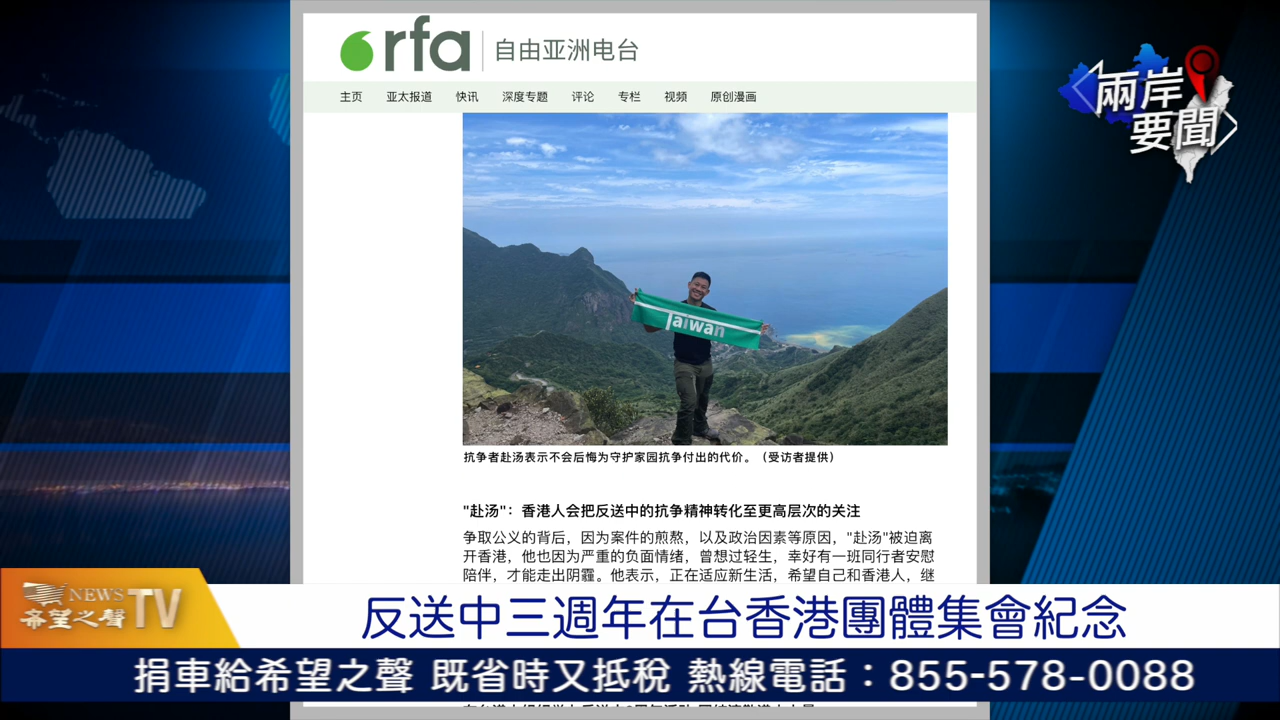 rfa 自由亚洲电台
主页 亚太报道 快讯 深度专题 评论 专栏 视频 原创漫画
兩岸
要聞
Taiwan
抗争者赴汤表示不会后悔为守护家园抗争付出的代价。（受访者提供）
"赴汤"：香港人会把反送中的抗争精神转化至更高层次的关注
争取公义的背后，因为案件的煎熬，以及政治因素等原因，"赴汤"被迫离
开香港，他也因为严重的负面情绪，曾想过轻生，幸好有一班同行者安慰
陪伴，才能走出阴霾。他表示，正在适应新生活，希望自己和香港人，继
NEWS
希望之聲 TV
反送中三週年在台香港團體集會紀念
捐車給希望之聲 既省時又抵稅 熱線電話：855-578-0088